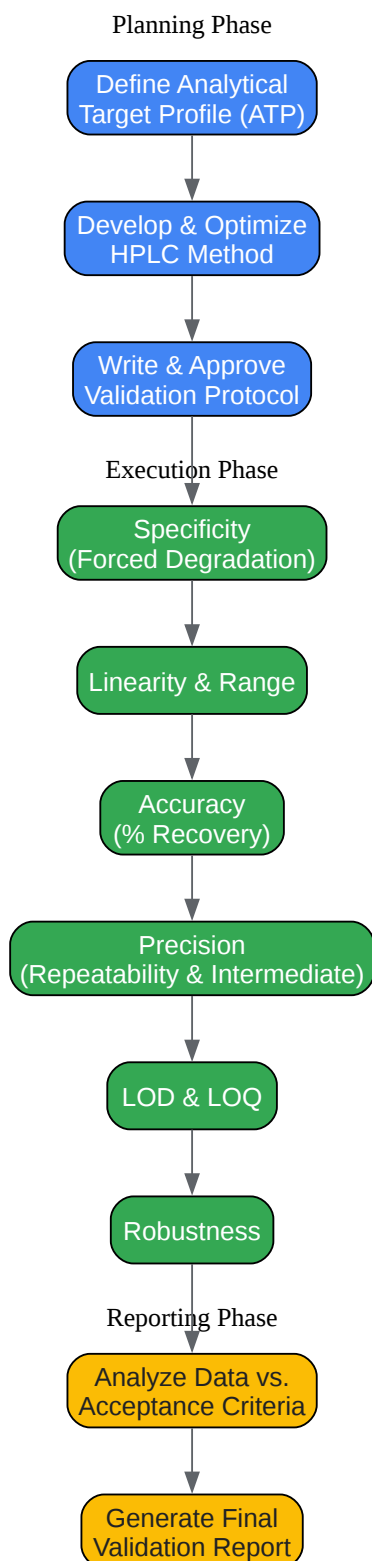 Planning Phase
Define Analytical
Target Profile (ATP)
Develop & Optimize
HPLC Method
Write & Approve
Validation Protocol
Execution Phase
Specificity
(Forced Degradation)
Linearity & Range
Accuracy
(% Recovery)
Precision
(Repeatability & Intermediate)
LOD & LOQ
Robustness
Reporting Phase
Analyze Data vs.
Acceptance Criteria
Generate Final
Validation Report